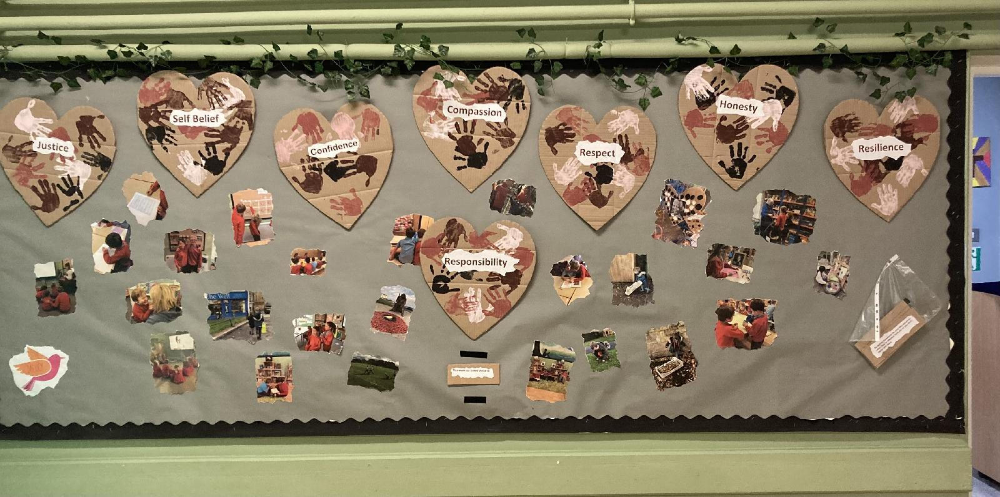 Justice
Self Belief
Confidence
Compassion
Respect
Honesty
Resilience
Responsibility
The Well